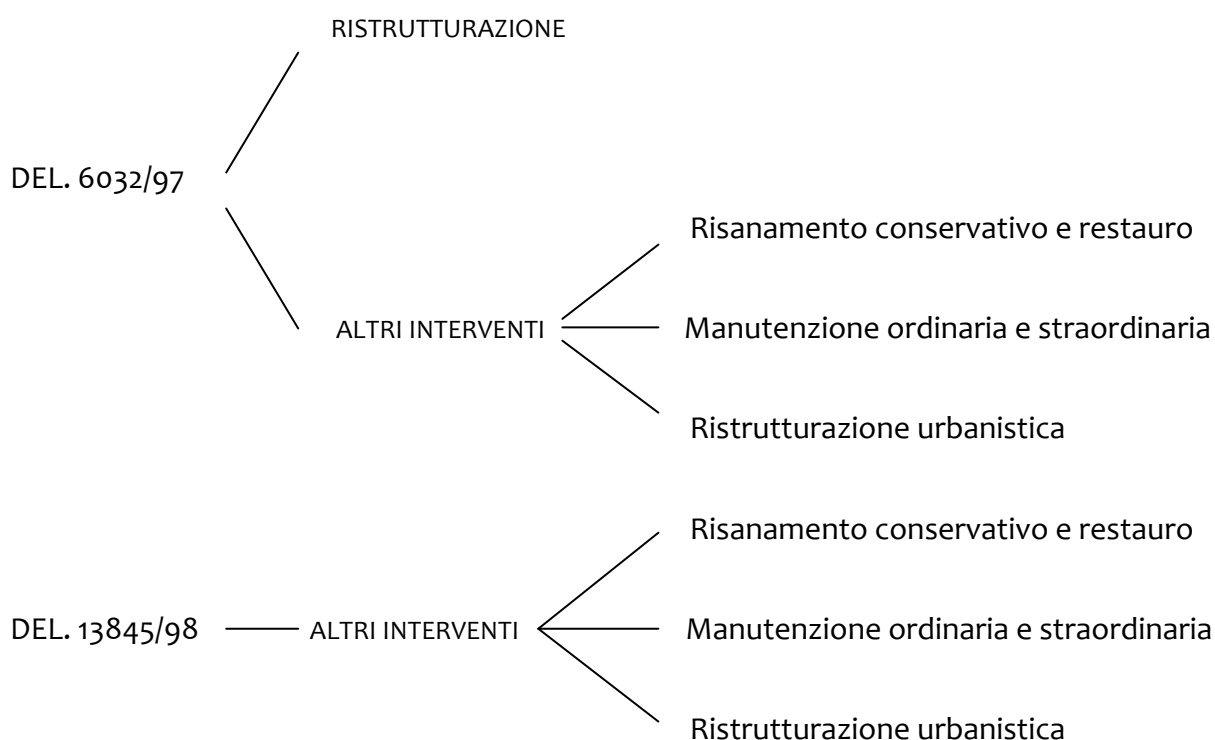 RISTRUTTURAZIONE
DEL. 6032/97
Risanamento conservativo e restauro
ALTRI INTERVENTI
Manutenzione ordinaria e straordinaria
Ristrutturazione urbanistica
Risanamento conservativo e restauro
DEL. 13845/98
ALTRI INTERVENTI
Manutenzione ordinaria e straordinaria
Ristrutturazione urbanistica